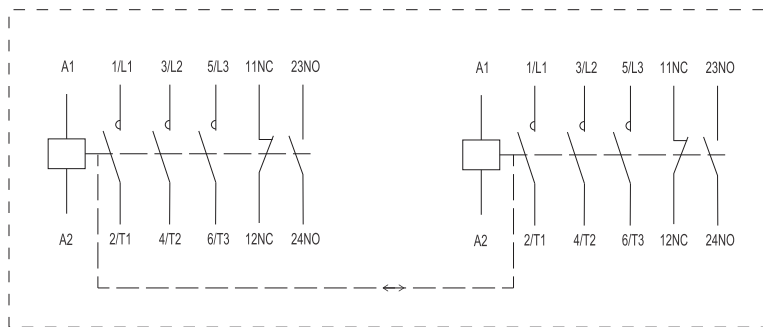 A1 1/L1 3/L2 5/L3 11NC 23NO A1 1/L1 3/L2 5/L3 11NC 23NO
A2 2/T1 4/T2 6/T3 12NC 24NO A2 2/T1 4/T2 6/T3 12NC 24NO